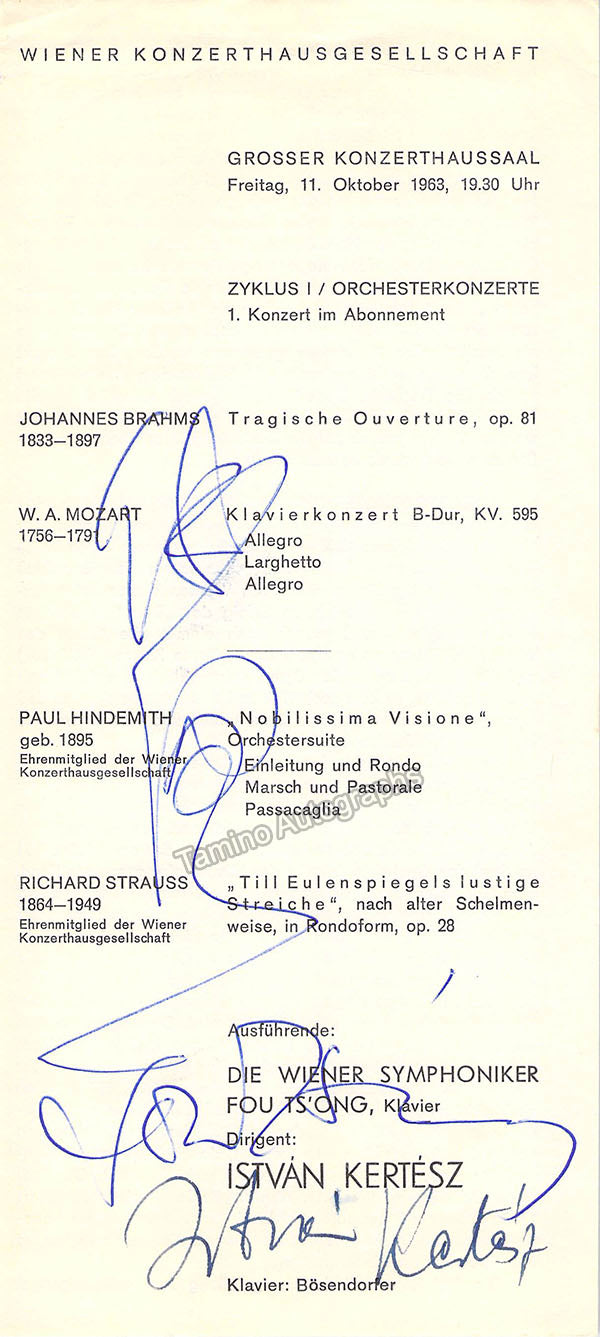 WIENER KONZERTHAUSGESELLSCHAFT
GROSSER KONZERTHAUSSAAL
Freitag, 11. Oktober 1963, 19.30 Uhr
ZYKLUS I / ORCHESTERKONZERTE
1. Konzert im Abonnement
JOHANNES BRAHMS Tragische Ouverture, op. 81
1833—1897
W. A. MOZART Klavierkonzert B-Dur, KV. 595
1756—1791 Allegro
Larghetto
Allegro
PAUL HINDEMITH „Nobilissima Visione“,
geb. 1895 Orchestersuite
Ehrenmitglied der Wiener Einleitung und Rondo
Konzerthausgesellschaft Marsch und Pastorale
Passacaglia
Tamino Autographs
RICHARD STRAUSS „Till Eulenspiegels lustige
1864—1949 Streiche“, nach alter Schelmen-
Ehrenmitglied der Wiener weise, in Rondoform, op. 28
Konzerthausgesellschaft
Ausführende:
DIE WIENER SYMPHONIKER
FOU TS'ONG, Klavier
Dirigent:
ISTVÁN KERTÉSZ
István Kertész
Klavier: Bösendorfer